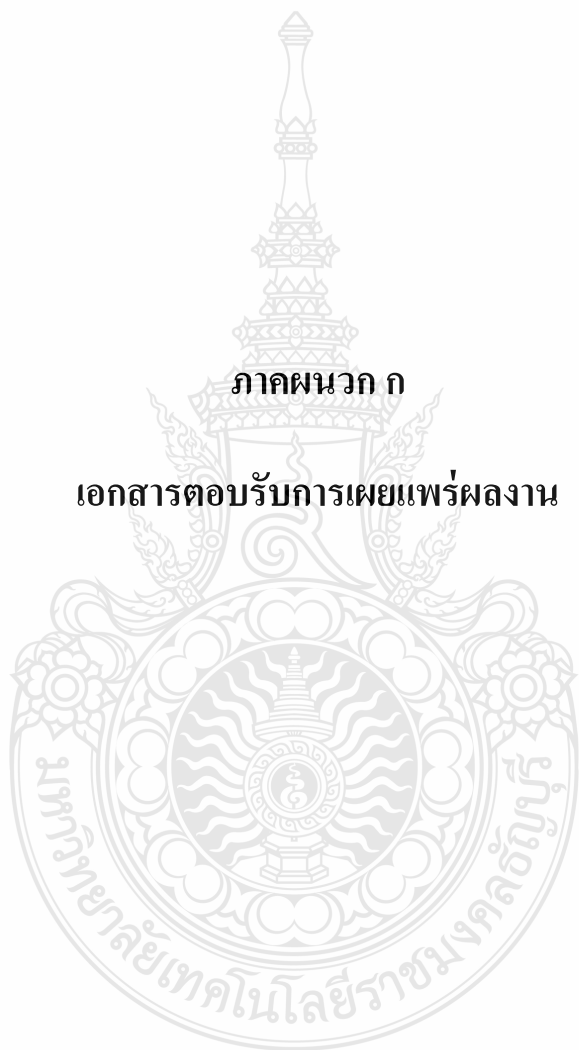 ภาคผนวก ก
เอกสารตอบรับการเผยแพร่ผลงาน
มหาวิทยาลัยเทคโนโลยีราชมงคลธัญบุรี